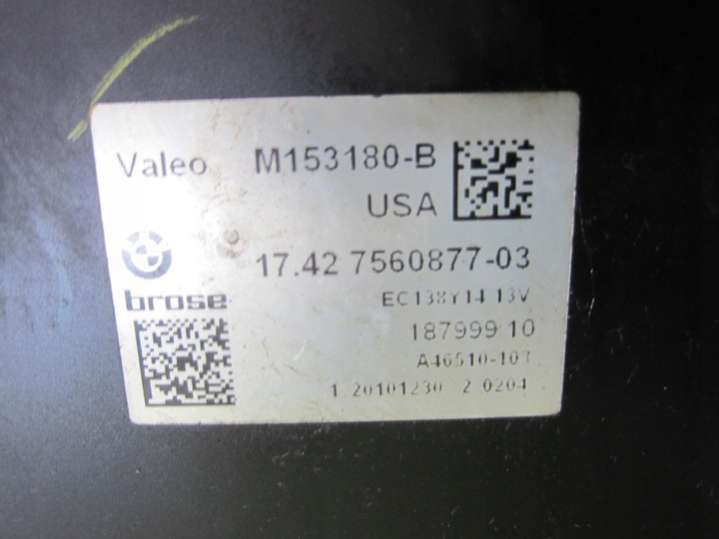 Valeo M153180-B
USA
17.42 7560877-03
brose
EC138Y14 13V
18799910
A46510-107
1 20101230 2 0204